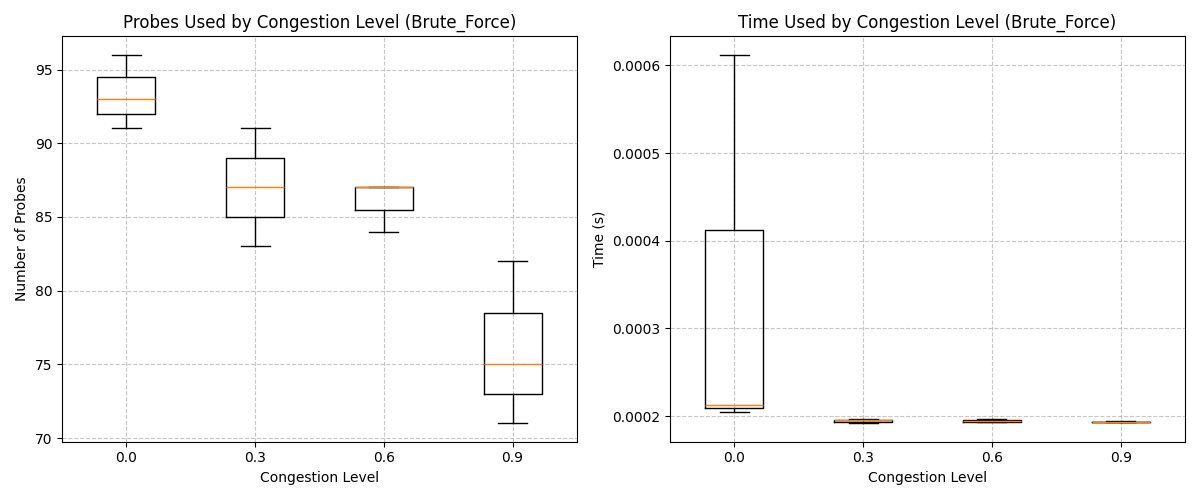 Probes Used by Congestion Level (Brute_Force)
Number of Probes
95
90
85
80
75
70
0.0 0.3 0.6 0.9
Congestion Level
Time Used by Congestion Level (Brute_Force)
Time (s)
0.0006
0.0005
0.0004
0.0003
0.0002
0.0 0.3 0.6 0.9
Congestion Level